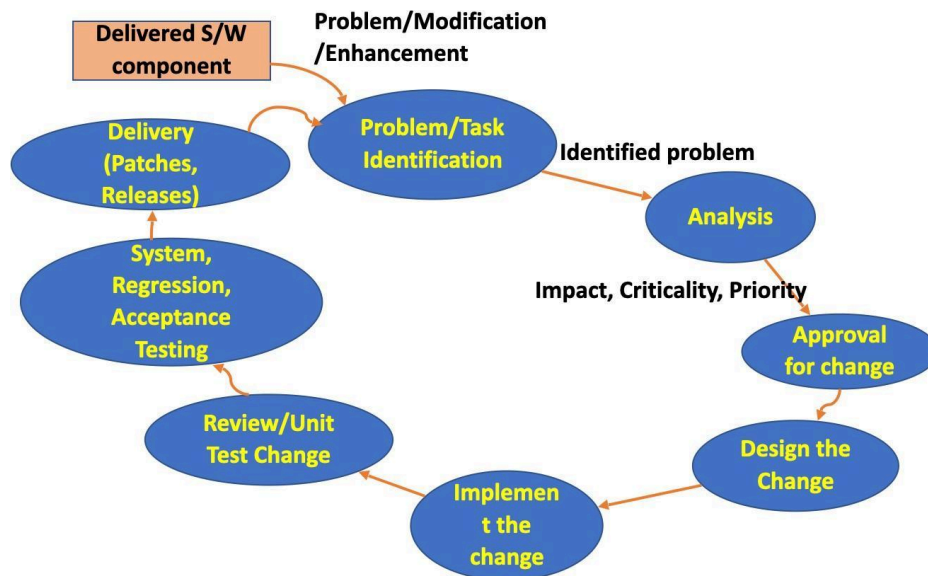 Delivered S/W
component
Problem/Modification
/Enhancement
Problem/Task
Identification
Identified problem
Analysis
Impact, Criticality, Priority
Approval
for change
Design the
Change
Implemen
t the
change
Review/Unit
Test Change
System,
Regression,
Acceptance
Testing
Delivery
(Patches,
Releases)